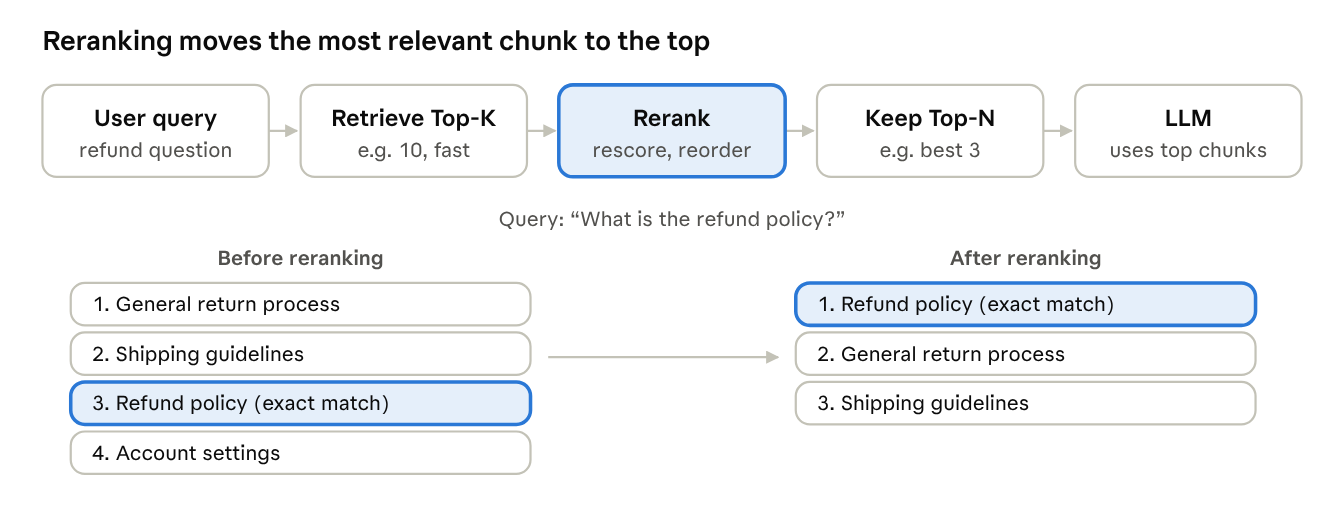 Reranking moves the most relevant chunk to the top
User query
refund question
Retrieve Top-K
e.g. 10, fast
Rerank
rescore, reorder
Keep Top-N
e.g. best 3
LLM
uses top chunks
Query: “What is the refund policy?”
Before reranking
1. General return process
2. Shipping guidelines
3. Refund policy (exact match)
4. Account settings
After reranking
1. Refund policy (exact match)
2. General return process
3. Shipping guidelines